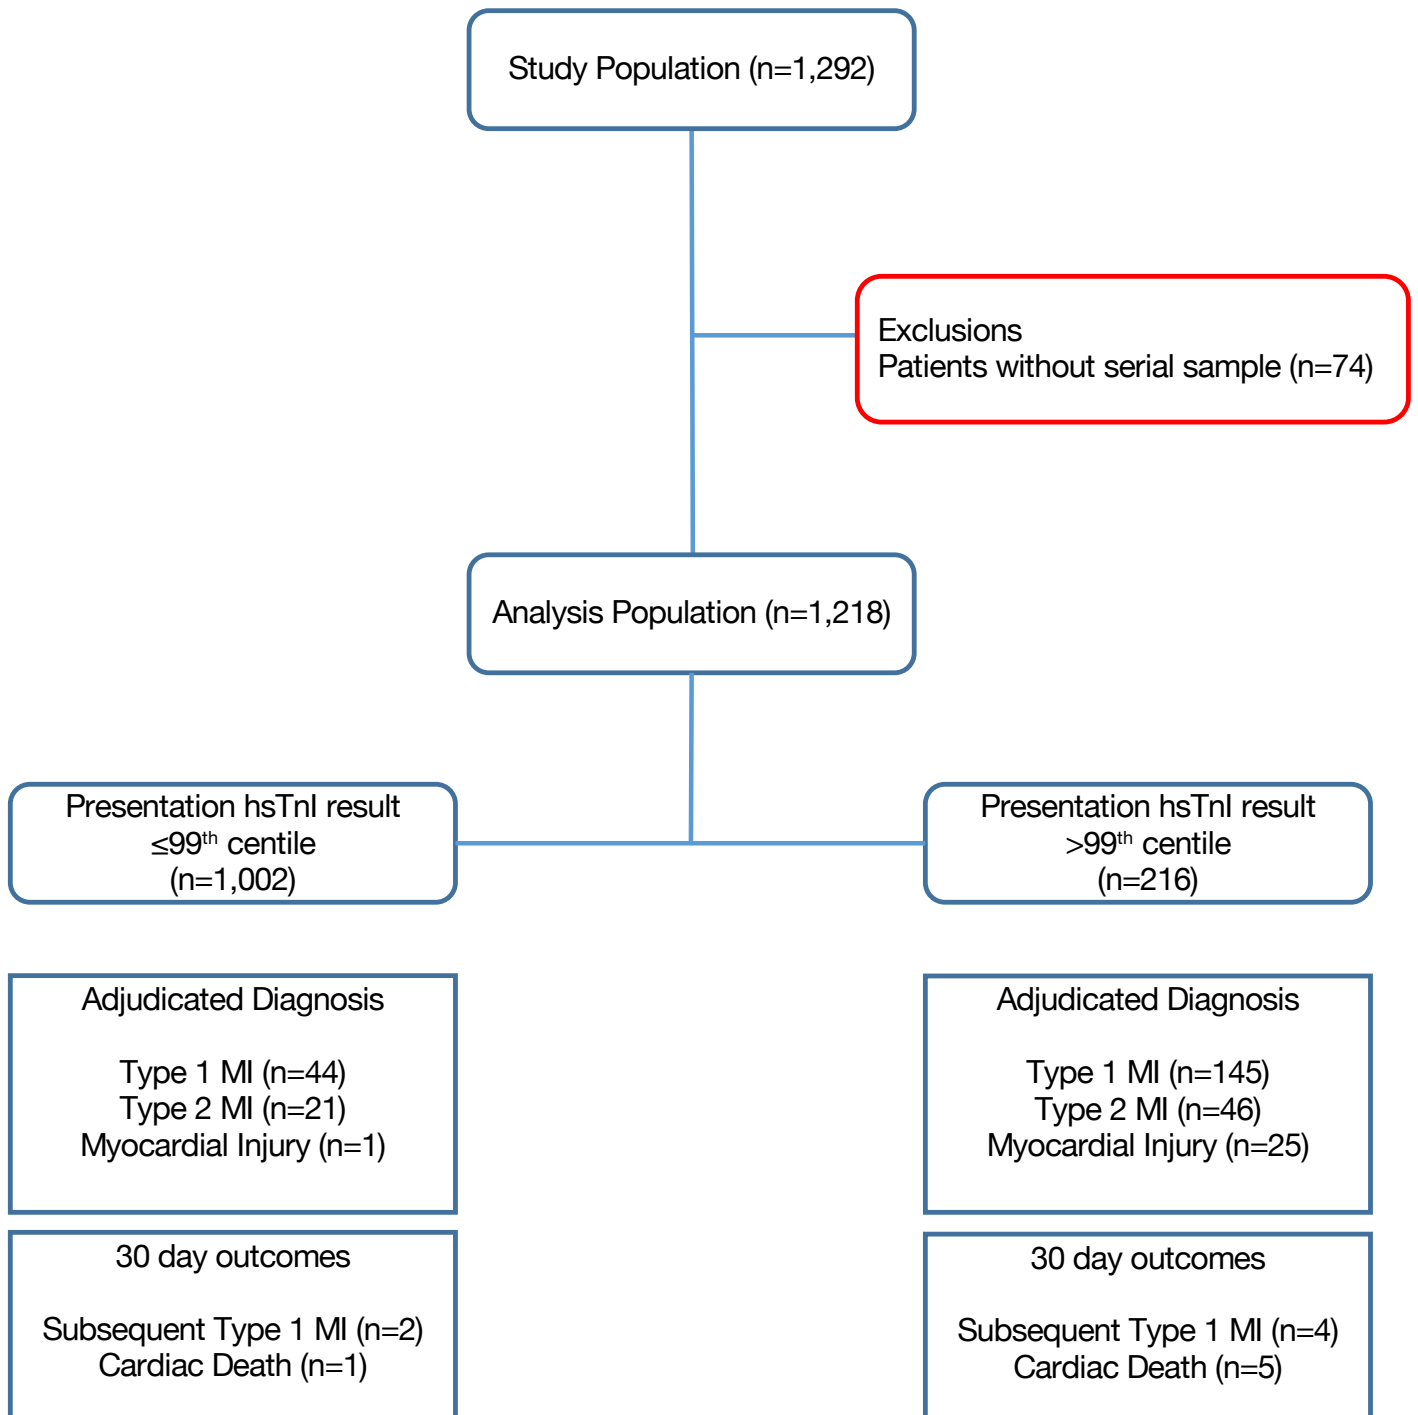 Study Population (n=1,292)
Exclusions
Patients without serial sample (n=74)
Analysis Population (n=1,218)
Presentation hsTnI result
≤99th centile
(n=1,002)
Presentation hsTnI result
>99th centile
(n=216)
Adjudicated Diagnosis
Type 1 MI (n=44)
Type 2 MI (n=21)
Myocardial Injury (n=1)
Adjudicated Diagnosis
Type 1 MI (n=145)
Type 2 MI (n=46)
Myocardial Injury (n=25)
30 day outcomes
Subsequent Type 1 MI (n=2)
Cardiac Death (n=1)
30 day outcomes
Subsequent Type 1 MI (n=4)
Cardiac Death (n=5)